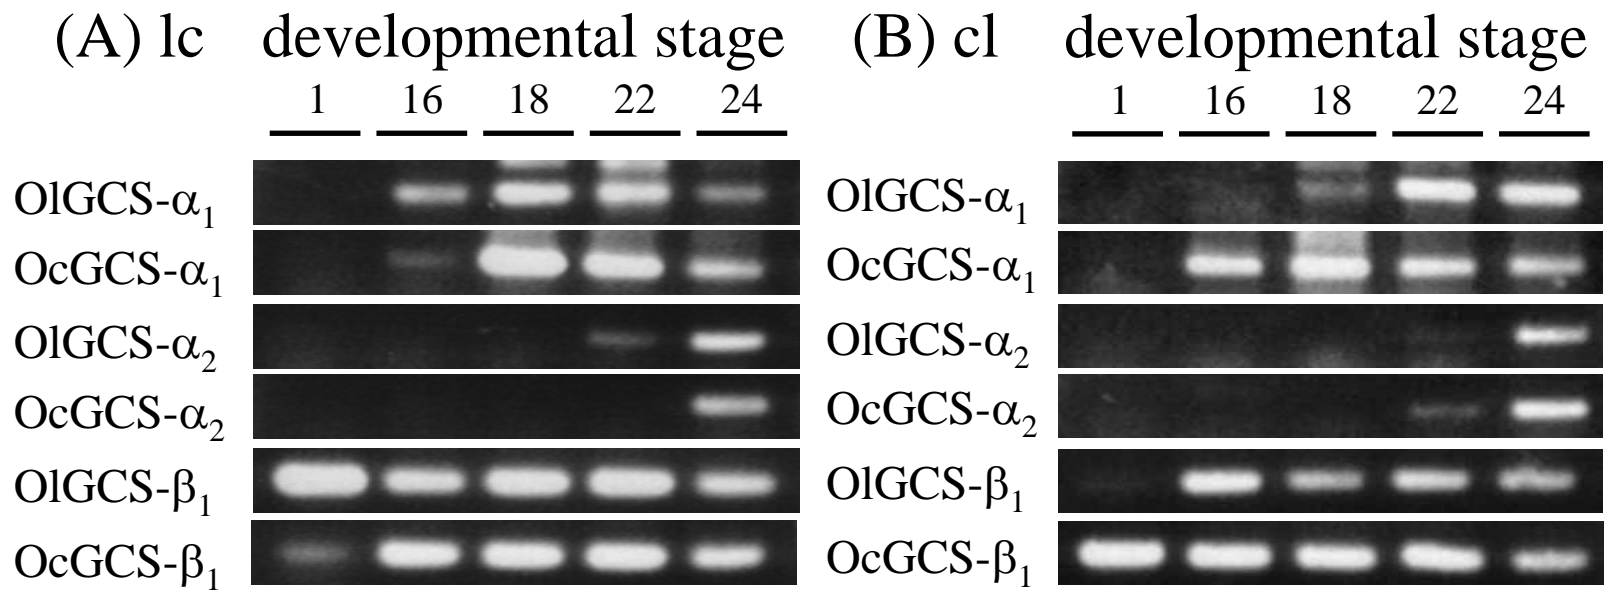 (A) lc developmental stage (B) cl developmental stage
1 16 18 22 24 1 16 18 22 24
OlGCS-α1 OlGCS-α1
OcGCS-α1 OcGCS-α1
OlGCS-α2 OlGCS-α2
OcGCS-α2 OcGCS-α2
OlGCS-β1 OlGCS-β1
OcGCS-β1 OcGCS-β1